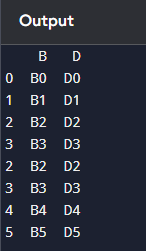 Output
B D
0 B0 D0
1 B1 D1
2 B2 D2
3 B3 D3
2 B2 D2
3 B3 D3
4 B4 D4
5 B5 D5